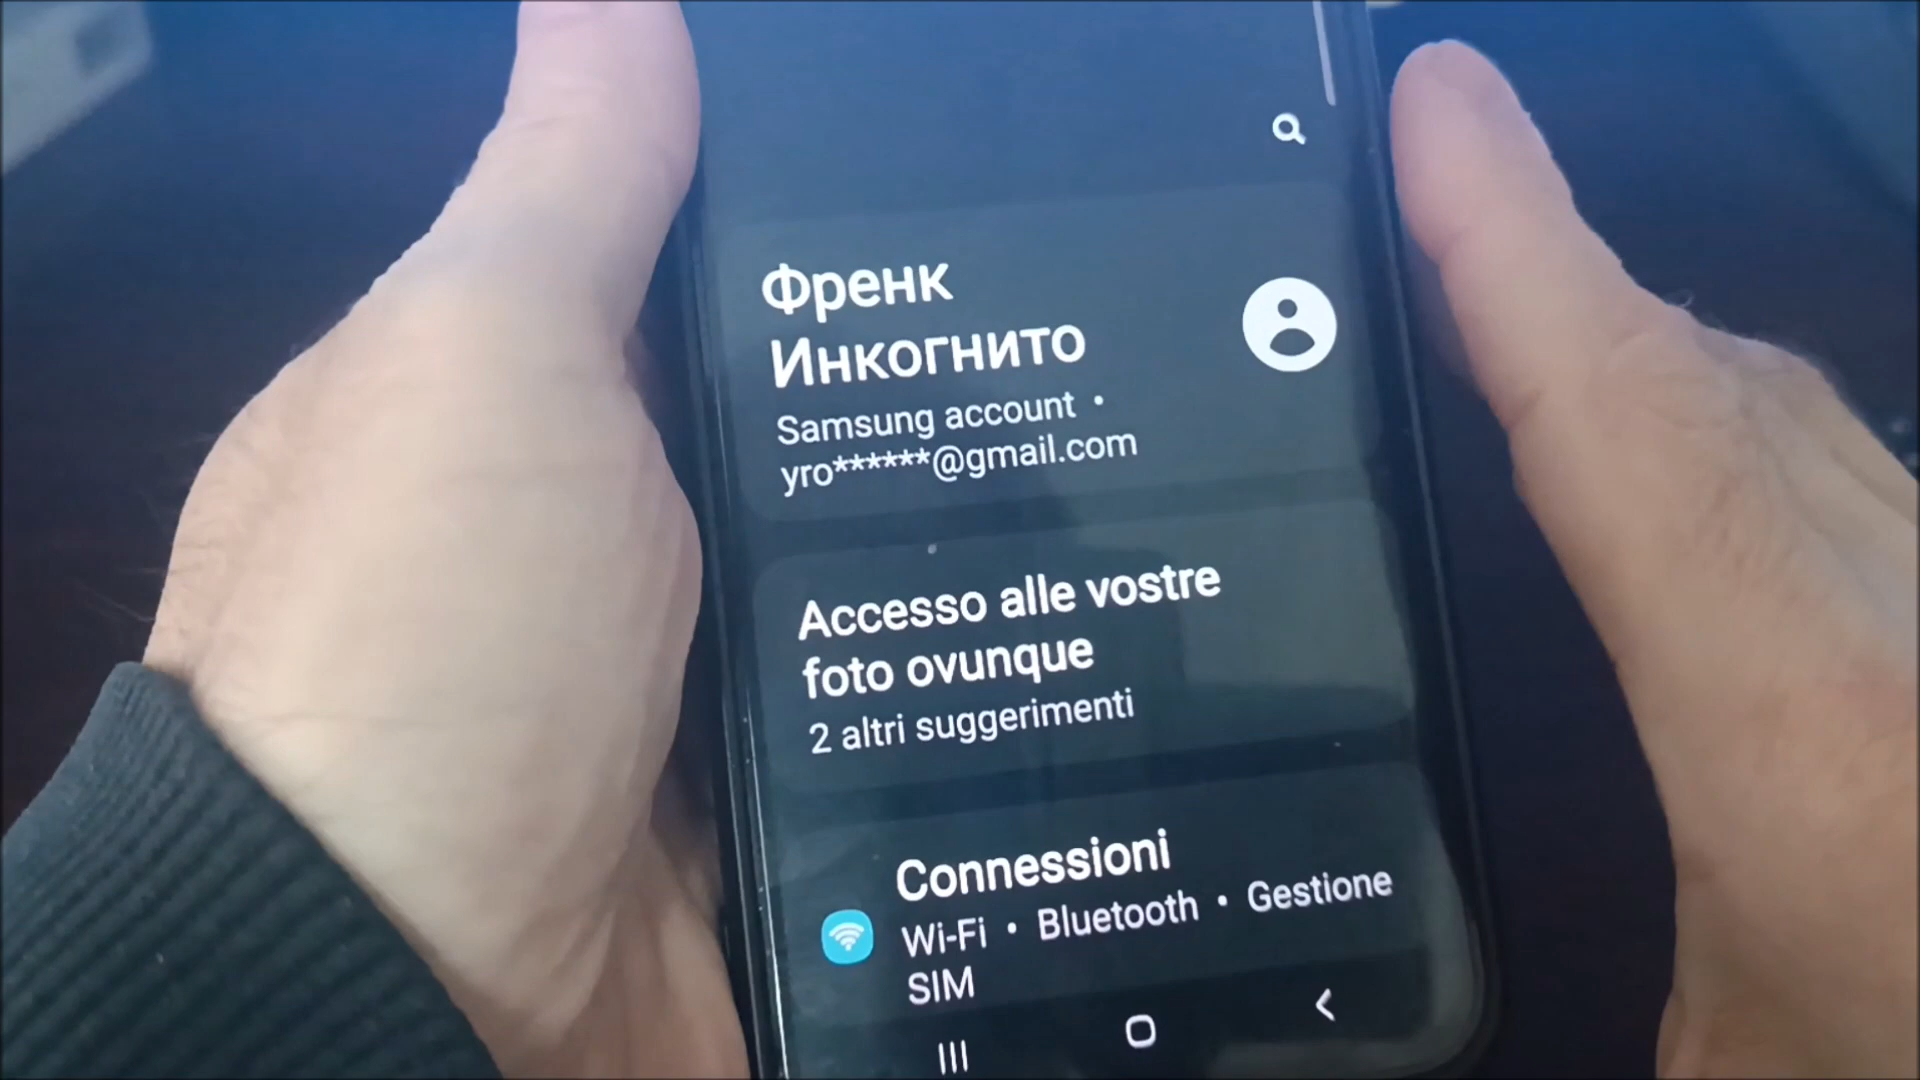 Френк
Инкогнито
Samsung account •
yro******@gmail.com
Accesso alle vostre
foto ovunque
2 altri suggerimenti
Connessioni
Wi-Fi • Bluetooth • Gestione
SIM